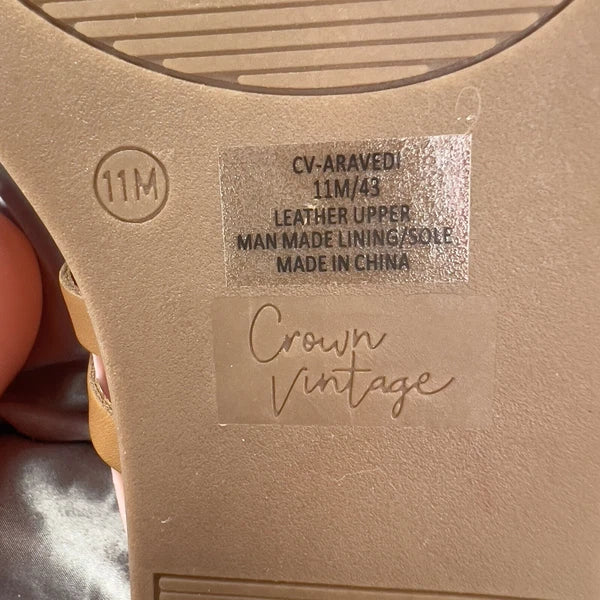 11M
CV-ARAVEDI
11M/43
LEATHER UPPER
MAN MADE LINING/SOLE
MADE IN CHINA
Crown
Vintage